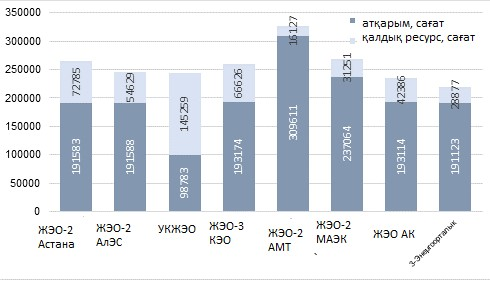 350000
300000
250000
200000
150000
100000
50000
0
атқарым, сағат
қалдық ресурс, сағат
72785
54629
145259
66626
16127
31251
42386
28877
191583
191588
98783
193174
309611
237064
193114
191123
ЖЭО-2 Астана
ЖЭО-2 АлЭС
УКЖЭО
ЖЭО-3 КЭО
ЖЭО-2 АМТ
ЖЭО-2 МАЭК
ЖЭО АК
3-Энергоорталық